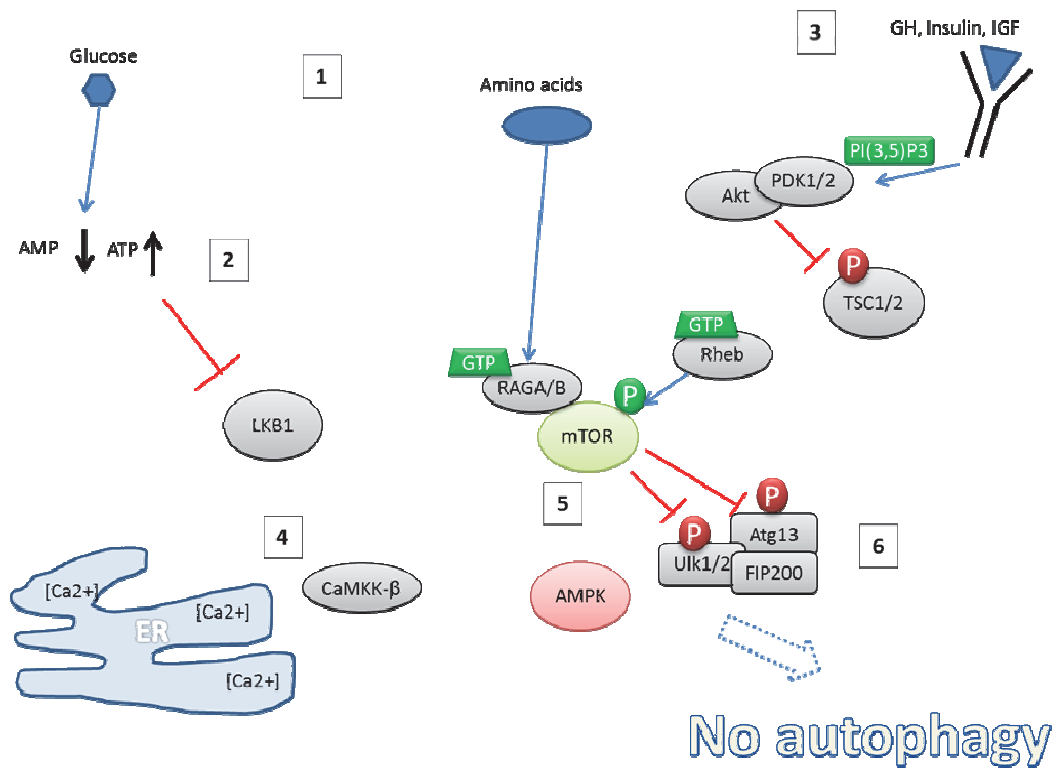 Glucose
1
3
GH, Insulin, IGF
Amino acids
PI(3,5)P3
PDK1/2
Akt
AMP
ATP
2
P
TSC1/2
GTP
Rheb
GTP
RAGA/B
P
LKB1
mTOR
5
P
P
Atg13
4
6
Ulk1/2
FIP200
[Ca2+]
[Ca2+]
CaMKK-β
AMPK
ER
[Ca2+]
No autophagy